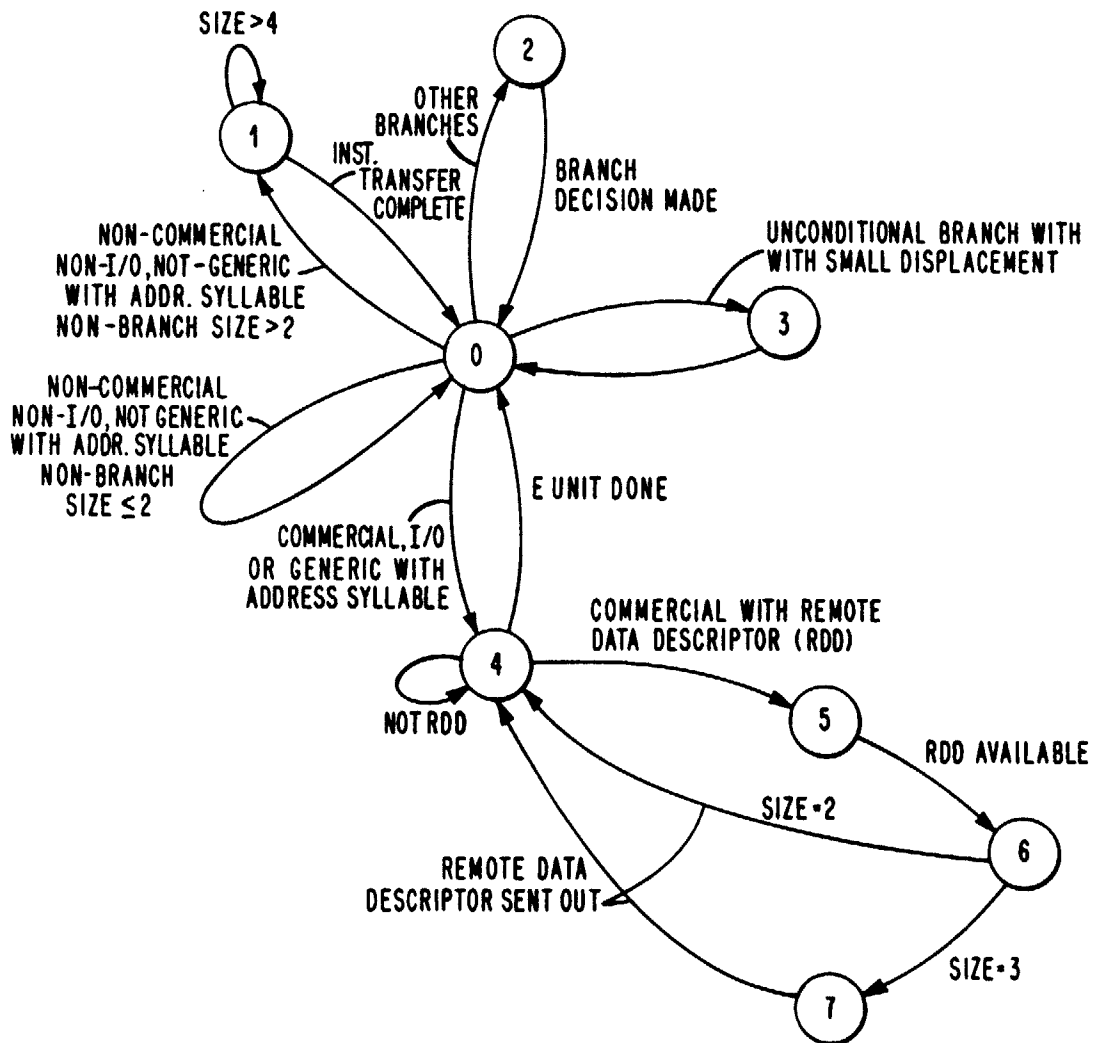 SIZE>4
1
2
OTHER
BRANCHES
INST.
TRANSFER
COMPLETE
BRANCH
DECISION MADE
NON-COMMERCIAL
NON-I/O, NOT-GENERIC
WITH ADDR. SYLLABLE
NON-BRANCH SIZE>2
UNCONDITIONAL BRANCH WITH
WITH SMALL DISPLACEMENT
3
0
NON-COMMERCIAL
NON-I/O, NOT GENERIC
WITH ADDR. SYLLABLE
NON-BRANCH
SIZE ≤2
E UNIT DONE
COMMERCIAL, I/O
OR GENERIC WITH
ADDRESS SYLLABLE
4
NOT RDD
COMMERCIAL WITH REMOTE
DATA DESCRIPTOR (RDD)
5
RDD AVAILABLE
SIZE=2
6
REMOTE DATA
DESCRIPTOR SENT OUT
SIZE=3
7